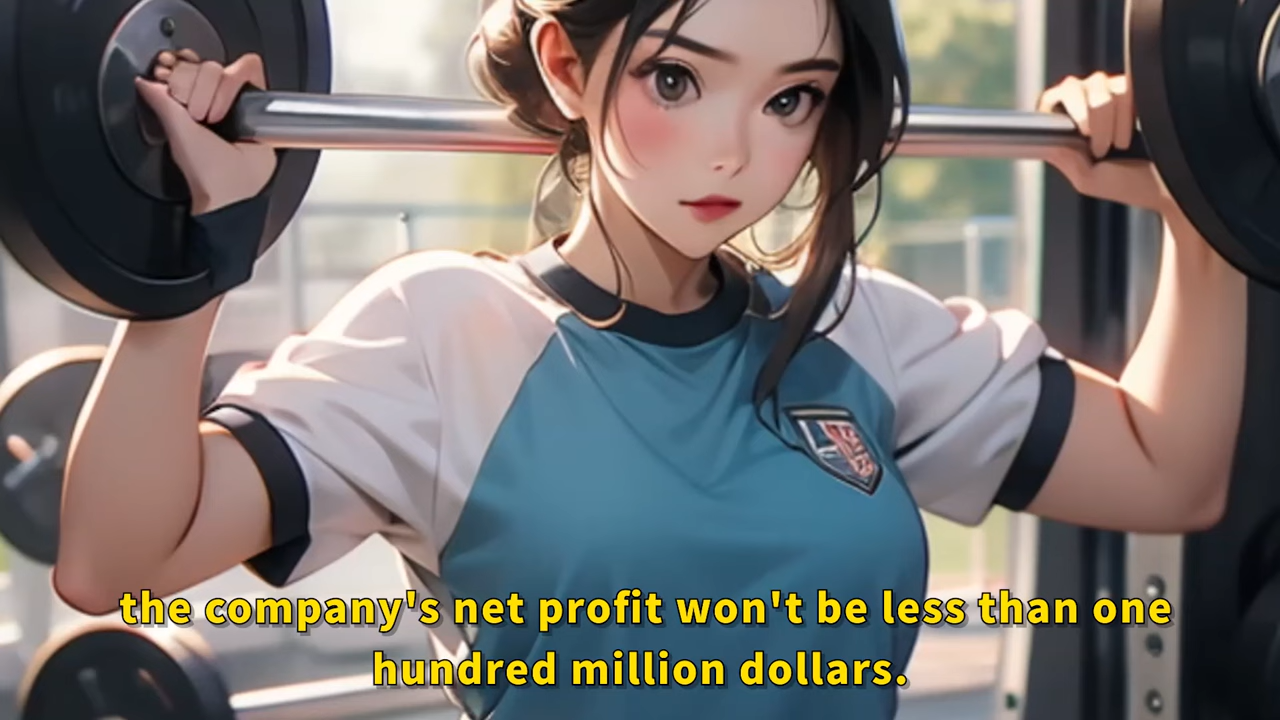 the company's net profit won't be less than one
hundred million dollars.